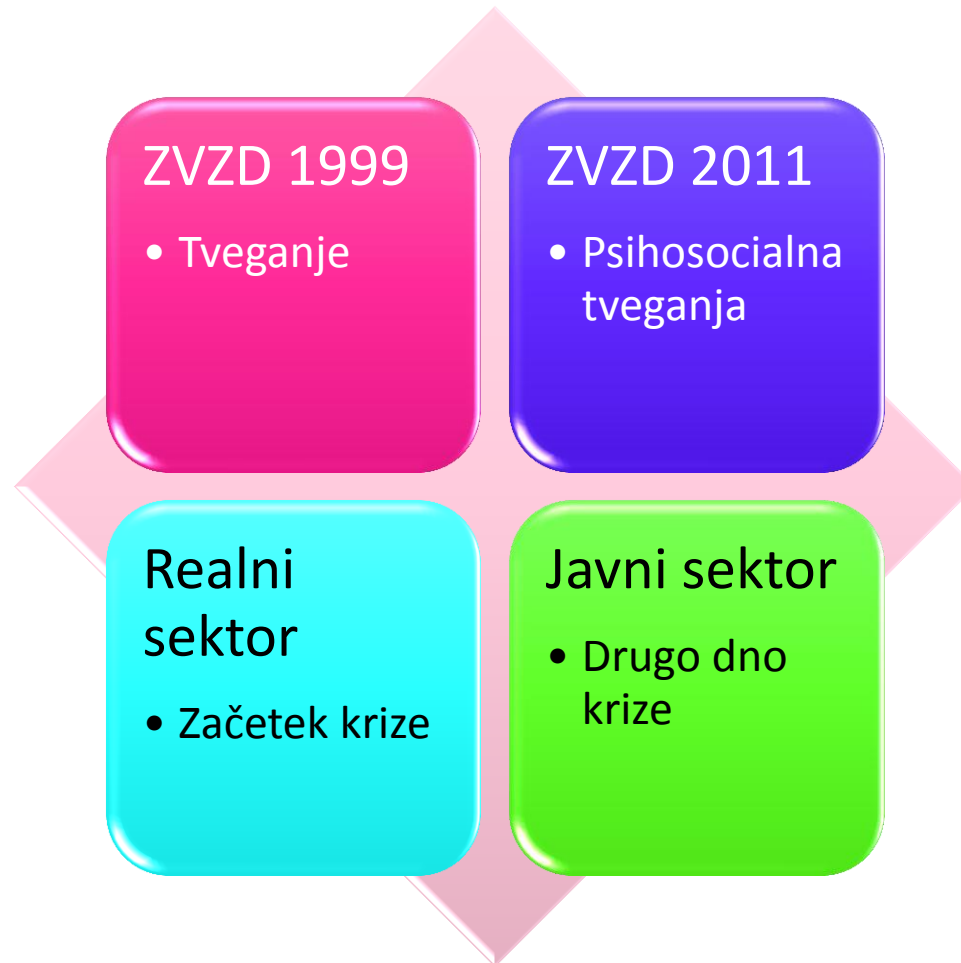 ZVZD 1999
• Tveganje
ZVZD 2011
• Psihosocialna
tveganja
Realni
sektor
• Začetek krize
Javni sektor
• Drugo dno
krize